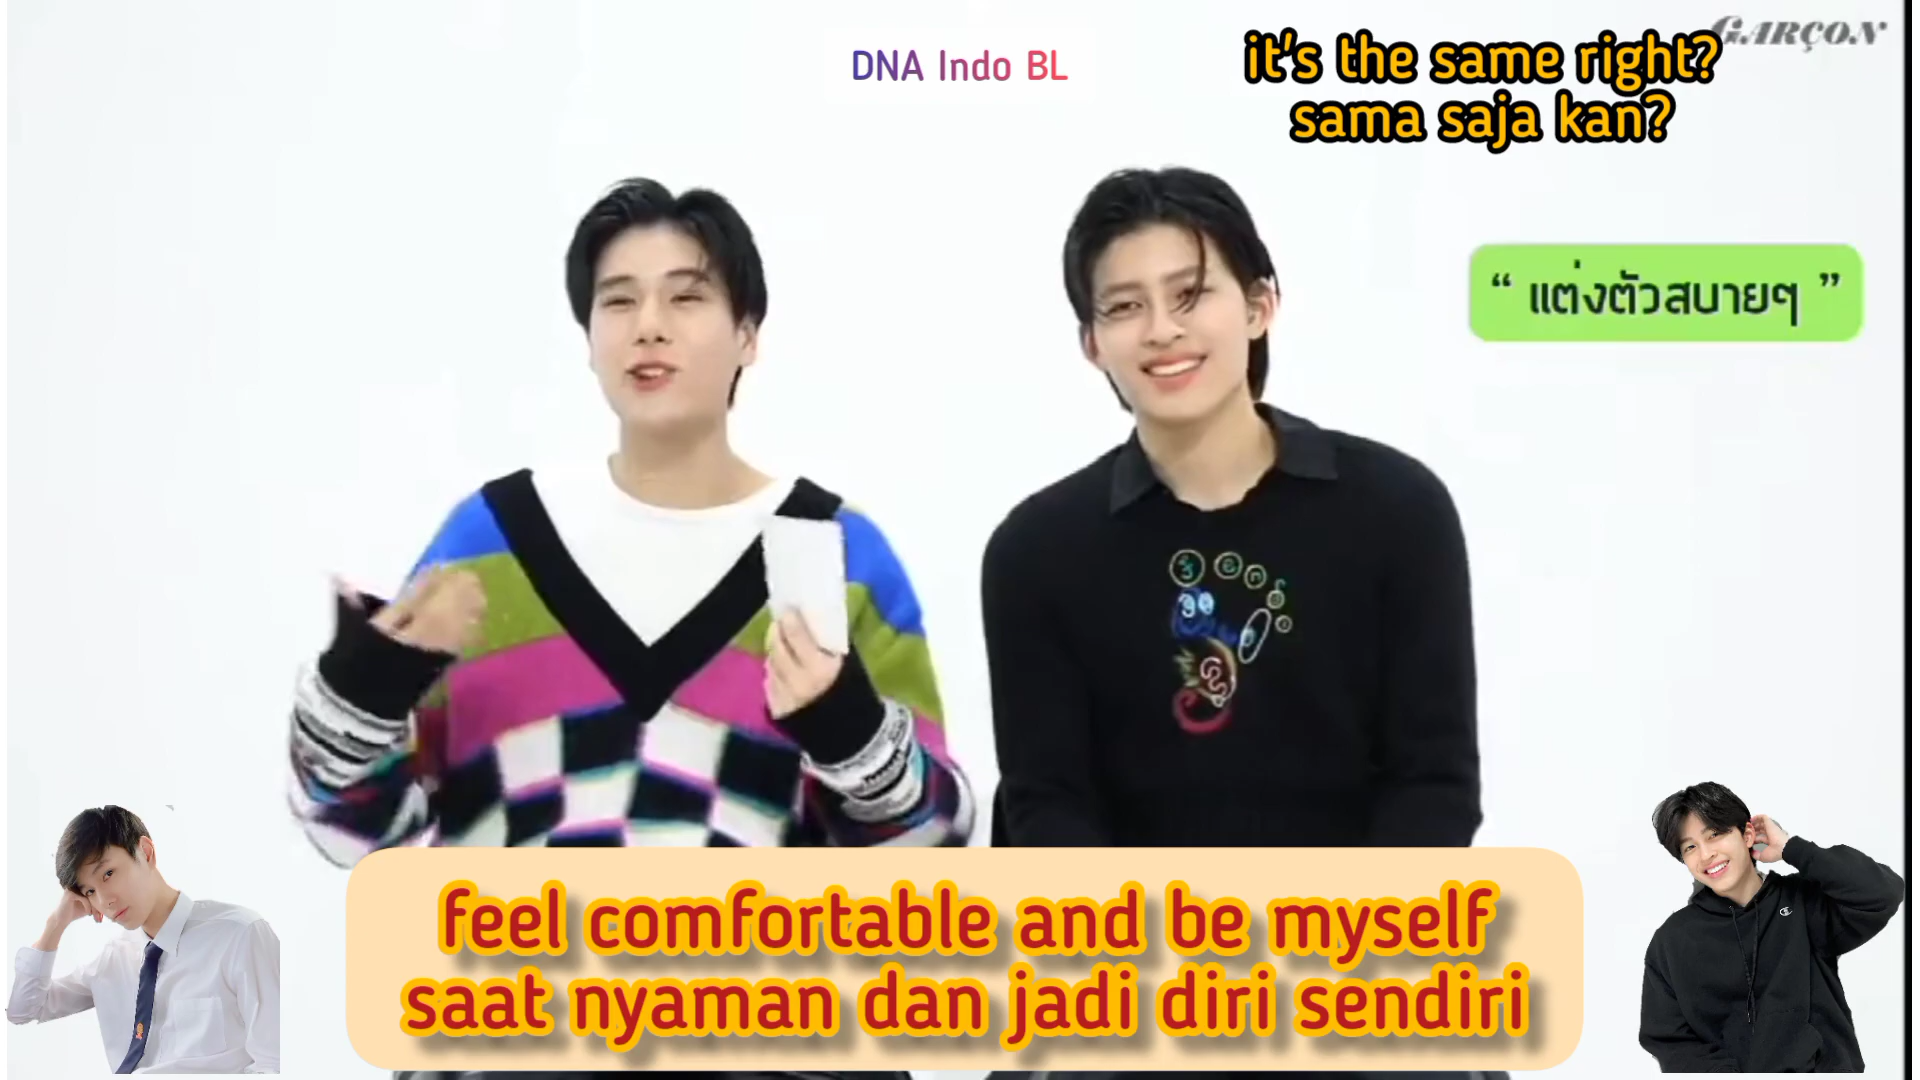 GARÇON
DNA Indo BL
it's the same right?
sama saja kan?
“ แต่งตัวสบายๆ ”
feel comfortable and be myself
saat nyaman dan jadi diri sendiri